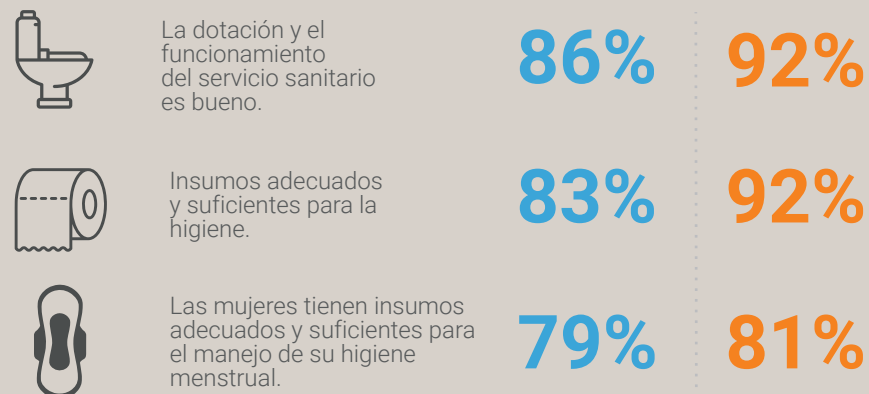 La dotación y el
funcionamiento
del servicio sanitario
es bueno.
86%
92%
Insumos adecuados
y suficientes para la
higiene.
83%
92%
Las mujeres tienen insumos
adecuados y suficientes para
el manejo de su higiene
menstrual.
79%
81%